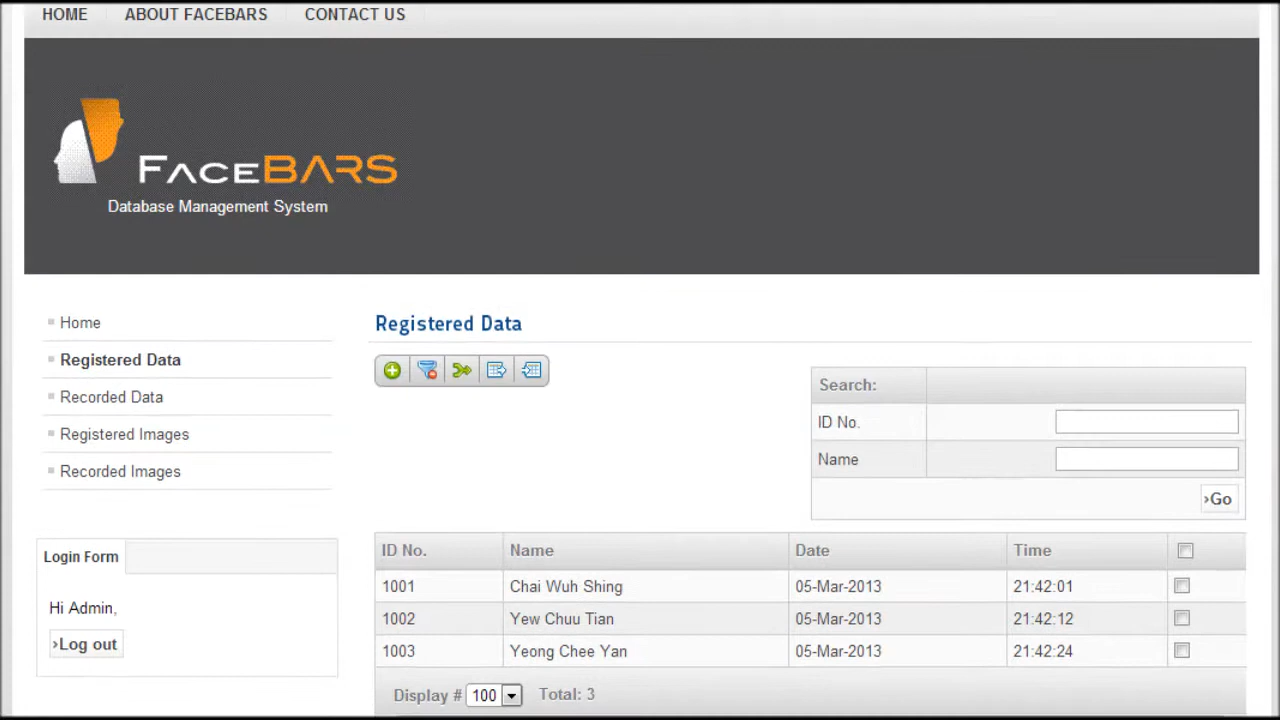 HOME ABOUT FACEBARS CONTACT US
FACEBARS
Database Management System
Home
Registered Data
Recorded Data
Registered Images
Recorded Images
Login Form
Hi Admin,
›Log out
Registered Data
Search:
ID No.
Name
›Go
ID No. Name Date Time
1001 Chai Wuh Shing 05-Mar-2013 21:42:01
1002 Yew Chuu Tian 05-Mar-2013 21:42:12
1003 Yeong Chee Yan 05-Mar-2013 21:42:24
Display # 100 Total: 3